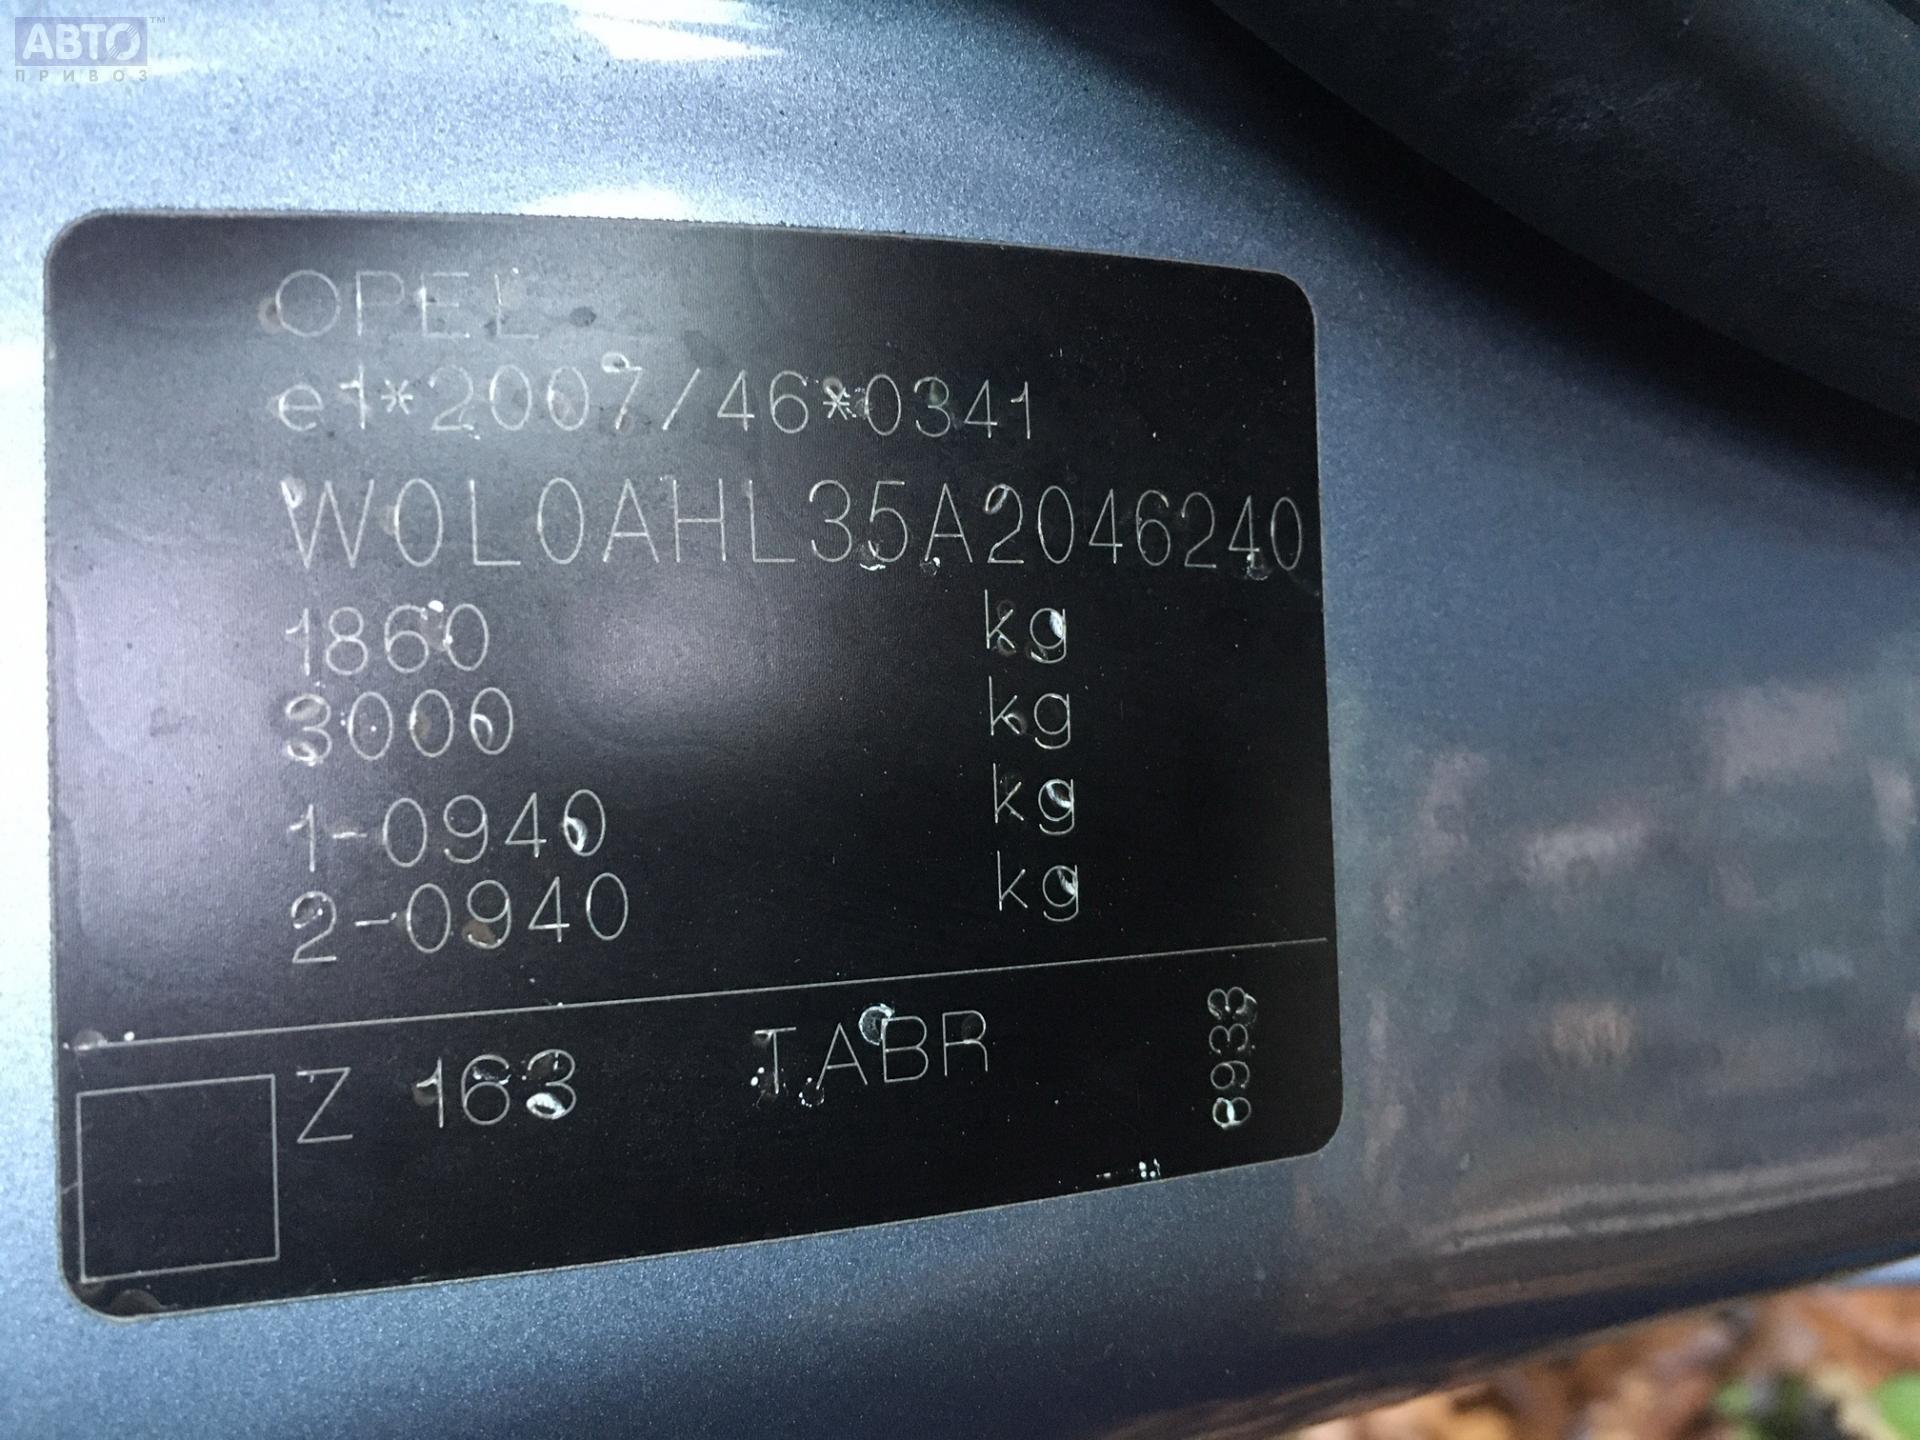 АВТО™
ПРИВОЗ
OPEL
e1*2007/46*0341
W0L0AHL35A2046240
1860 kg
3000 kg
1-0940 kg
2-0940 kg
Z 163 TABR 8933